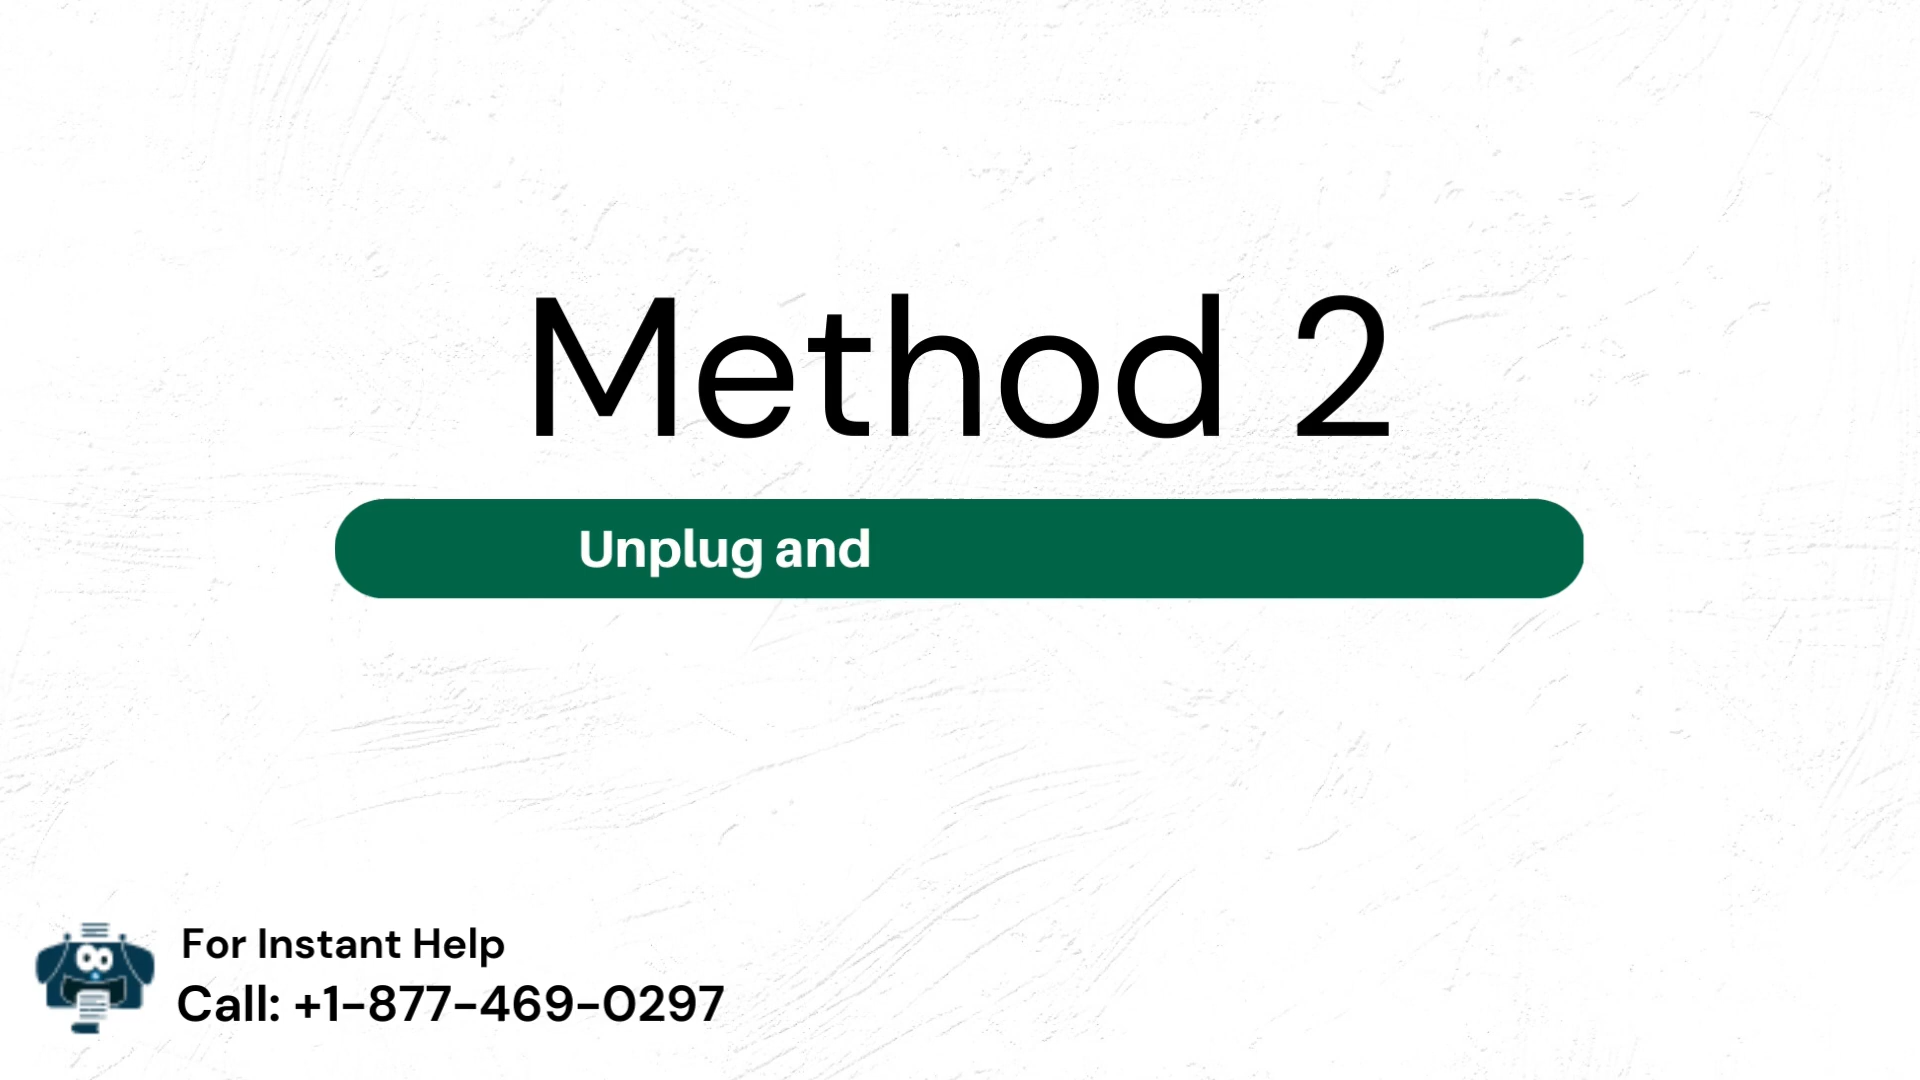 Method 2
Unplug and
For Instant Help
Call: +1-877-469-0297